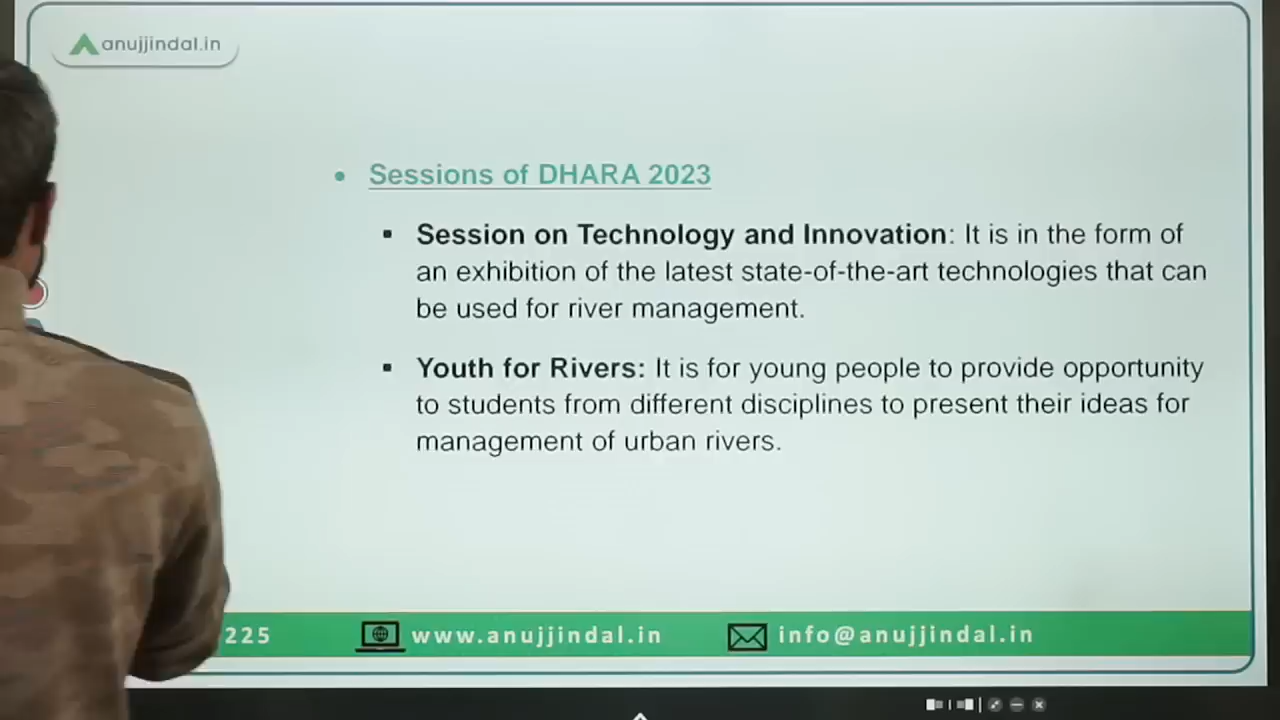 anujjindal.in
• Sessions of DHARA 2023
▪ Session on Technology and Innovation: It is in the form of
an exhibition of the latest state-of-the-art technologies that can
be used for river management.
▪ Youth for Rivers: It is for young people to provide opportunity
to students from different disciplines to present their ideas for
management of urban rivers.
225 www.anujjindal.in info@anujjindal.in